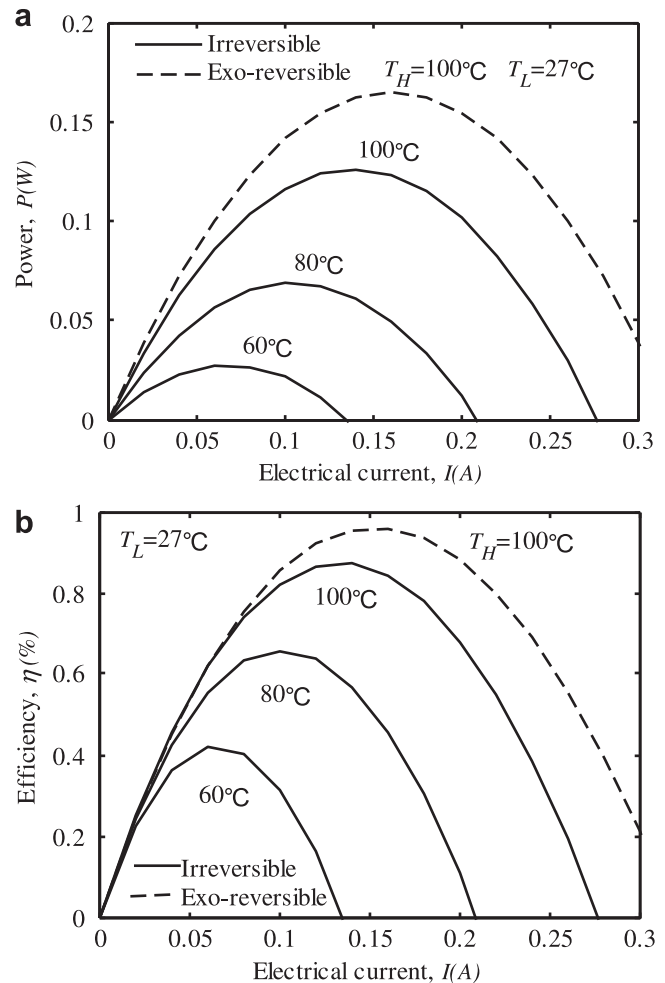 a
0.2
Irreversible
Exo-reversible
T_H=100°C T_L=27°C
0.15
100°C
Power, P(W)
0.1
80°C
0.05
60°C
0
0 0.05 0.1 0.15 0.2 0.25 0.3
Electrical current, I(A)
b
1
T_L=27°C
T_H=100°C
0.8
100°C
Efficiency, η(%)
0.6
80°C
0.4
60°C
0.2
Irreversible
Exo-reversible
0
0 0.05 0.1 0.15 0.2 0.25 0.3
Electrical current, I(A)